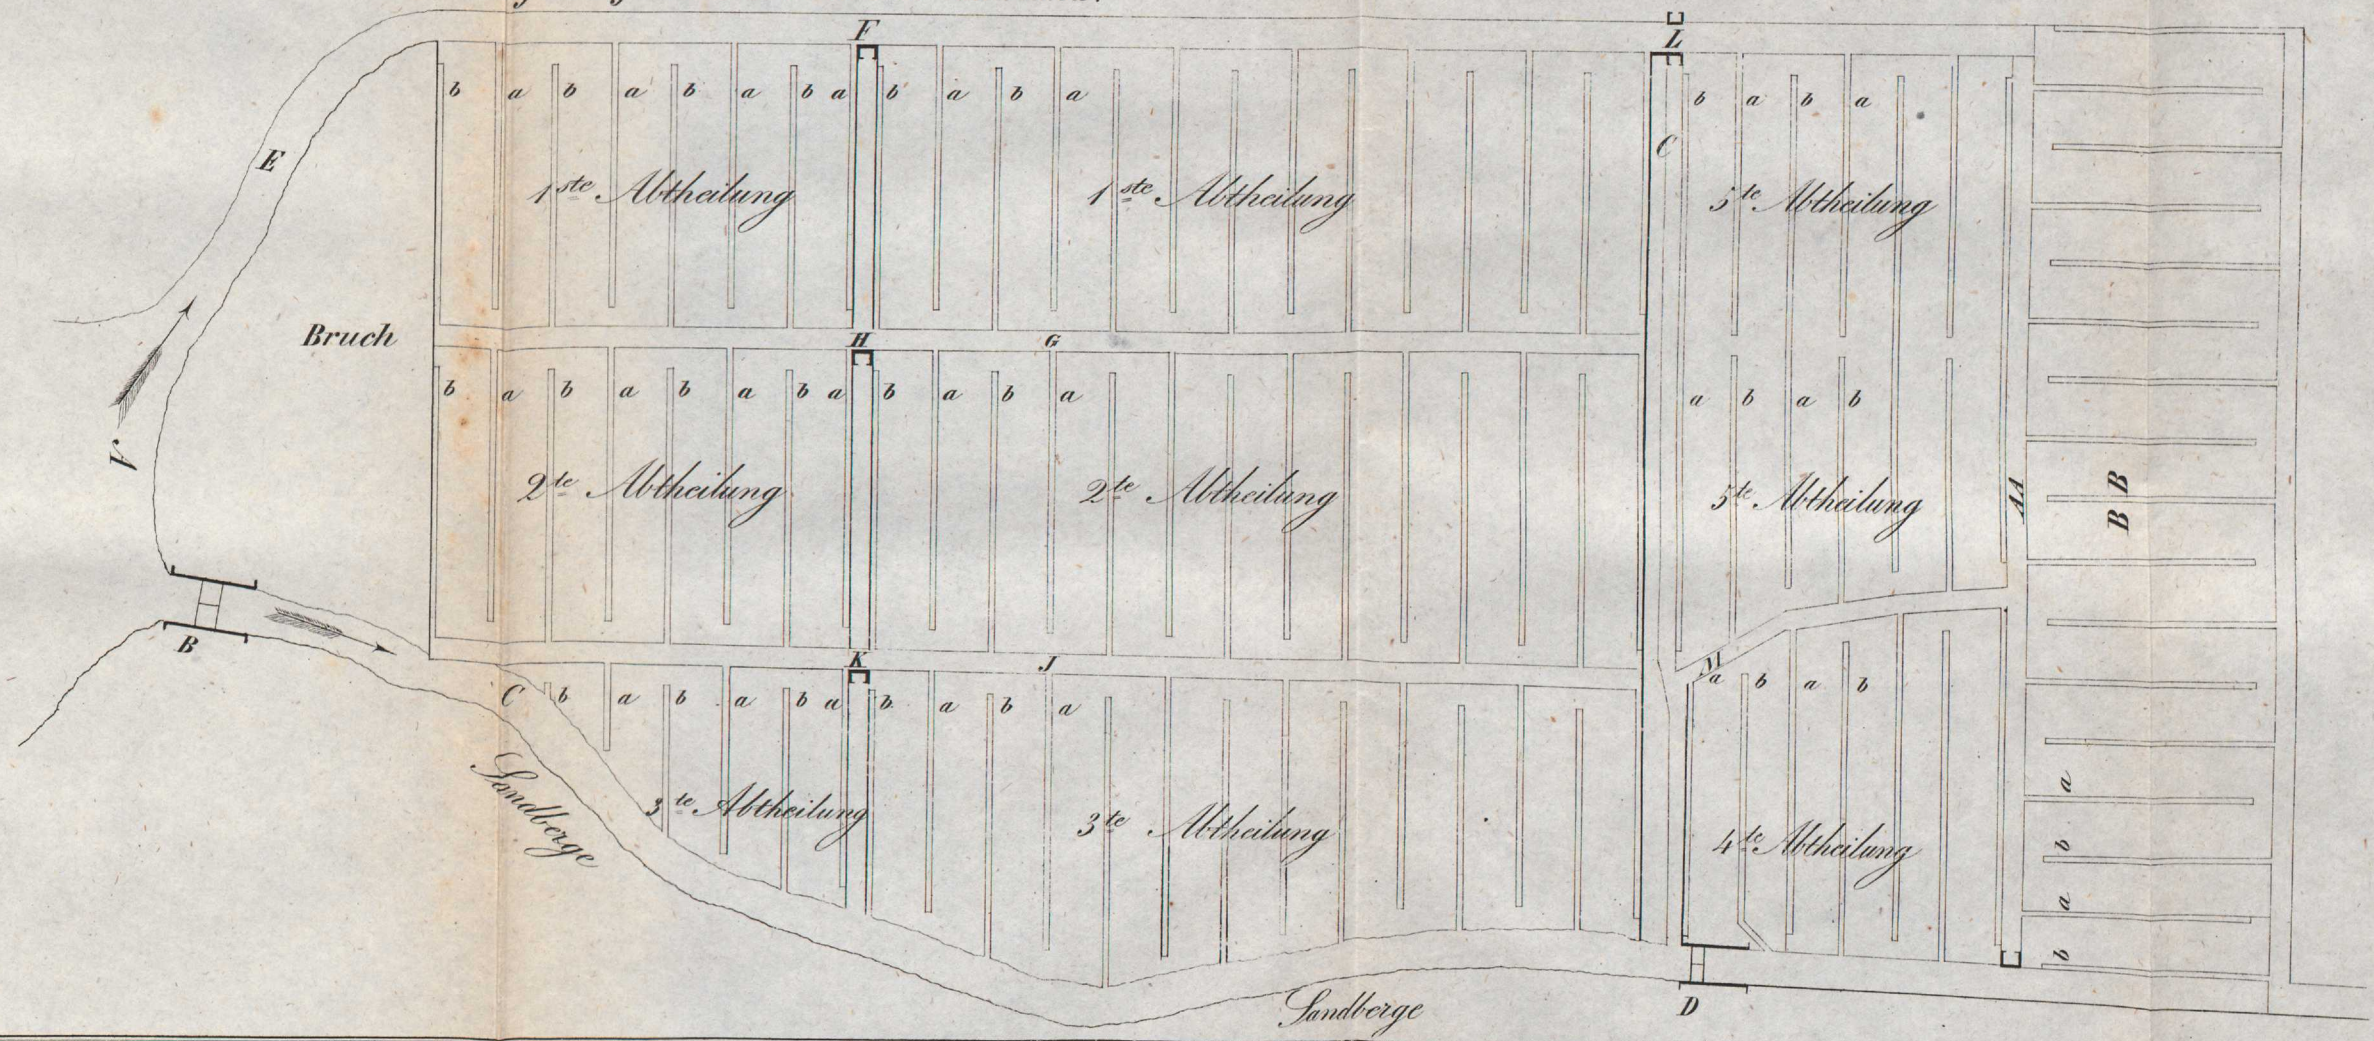 F
L
b a b a b a b a b a b a
b a b a
E
C
1ste Abtheilung
1ste Abtheilung
5te Abtheilung
Bruch
H
G
b a b a b a b a b a b a
a b a b
2te Abtheilung
2te Abtheilung
5te Abtheilung
AA
B B
B
K
J
M
C
b a b a b a b a b a
a b a b
Sandberge
3te Abtheilung
3te Abtheilung
4te Abtheilung
a
b
a
b
Sandberge
D